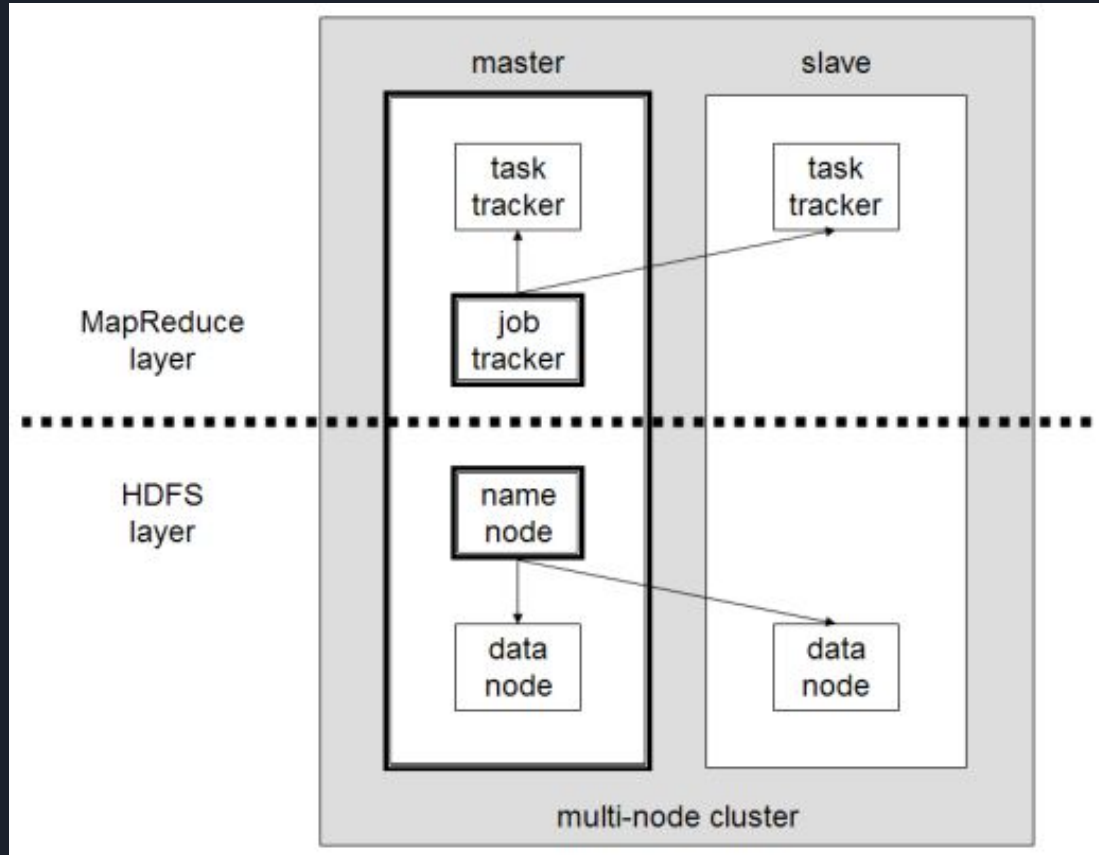 master
slave
task
tracker
task
tracker
MapReduce
layer
job
tracker
HDFS
layer
name
node
data
node
data
node
multi-node cluster